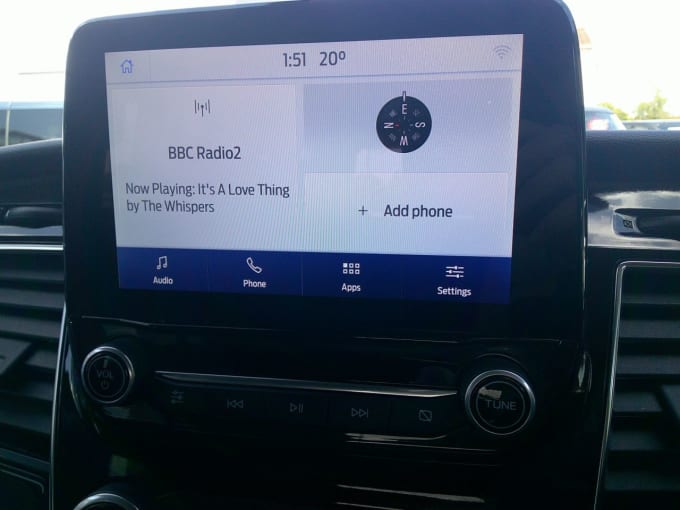 1:51 20º
BBC Radio2
Now Playing: It's A Love Thing
by The Whispers
E
N S
W
+ Add phone
Audio
Phone
Apps
Settings
VOL
TUNE